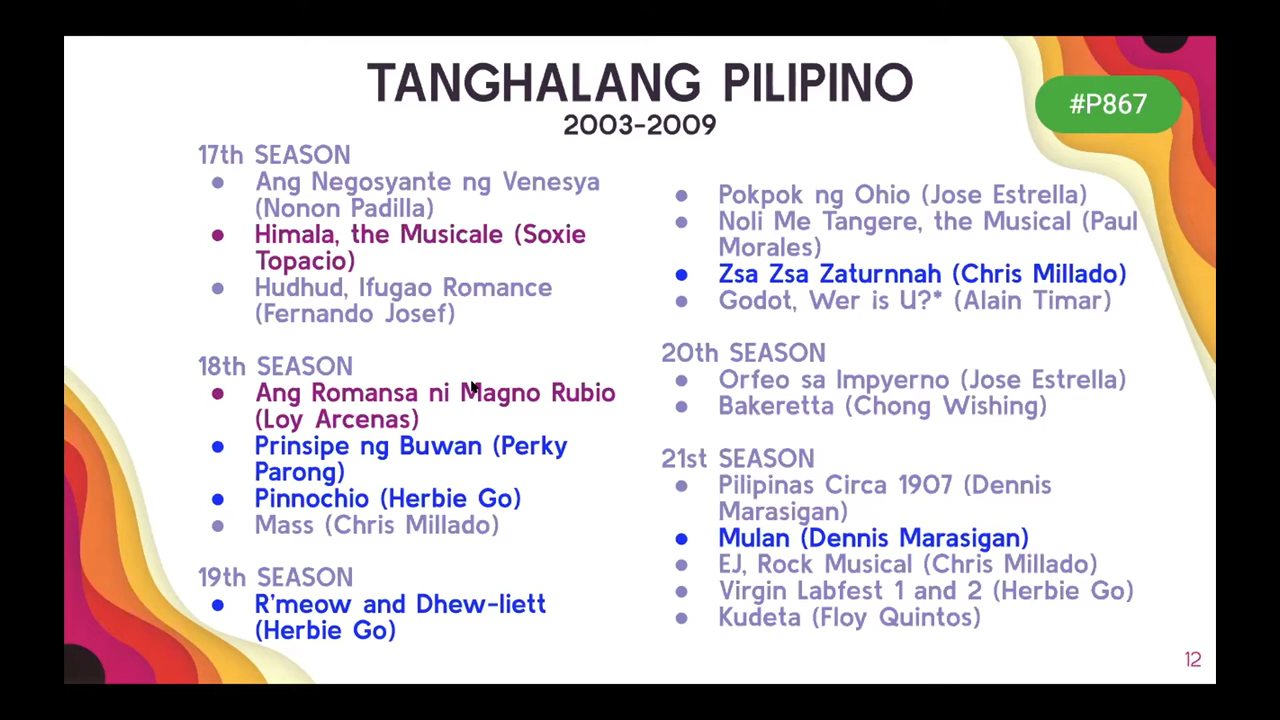 TANGHALANG PILIPINO
2003-2009
#P867
17th SEASON
● Ang Negosyante ng Venesya
(Nonon Padilla)
● Himala, the Musicale (Soxie
Topacio)
● Hudhud, Ifugao Romance
(Fernando Josef)
18th SEASON
● Ang Romansa ni Magno Rubio
(Loy Arcenas)
● Prinsipe ng Buwan (Perky
Parong)
● Pinnochio (Herbie Go)
● Mass (Chris Millado)
19th SEASON
● R'meow and Dhew-liett
(Herbie Go)
● Pokpok ng Ohio (Jose Estrella)
● Noli Me Tangere, the Musical (Paul
Morales)
● Zsa Zsa Zaturnnah (Chris Millado)
● Godot, Wer is U?* (Alain Timar)
20th SEASON
● Orfeo sa Impyerno (Jose Estrella)
● Bakeretta (Chong Wishing)
21st SEASON
● Pilipinas Circa 1907 (Dennis
Marasigan)
● Mulan (Dennis Marasigan)
● EJ, Rock Musical (Chris Millado)
● Virgin Labfest 1 and 2 (Herbie Go)
● Kudeta (Floy Quintos)
12